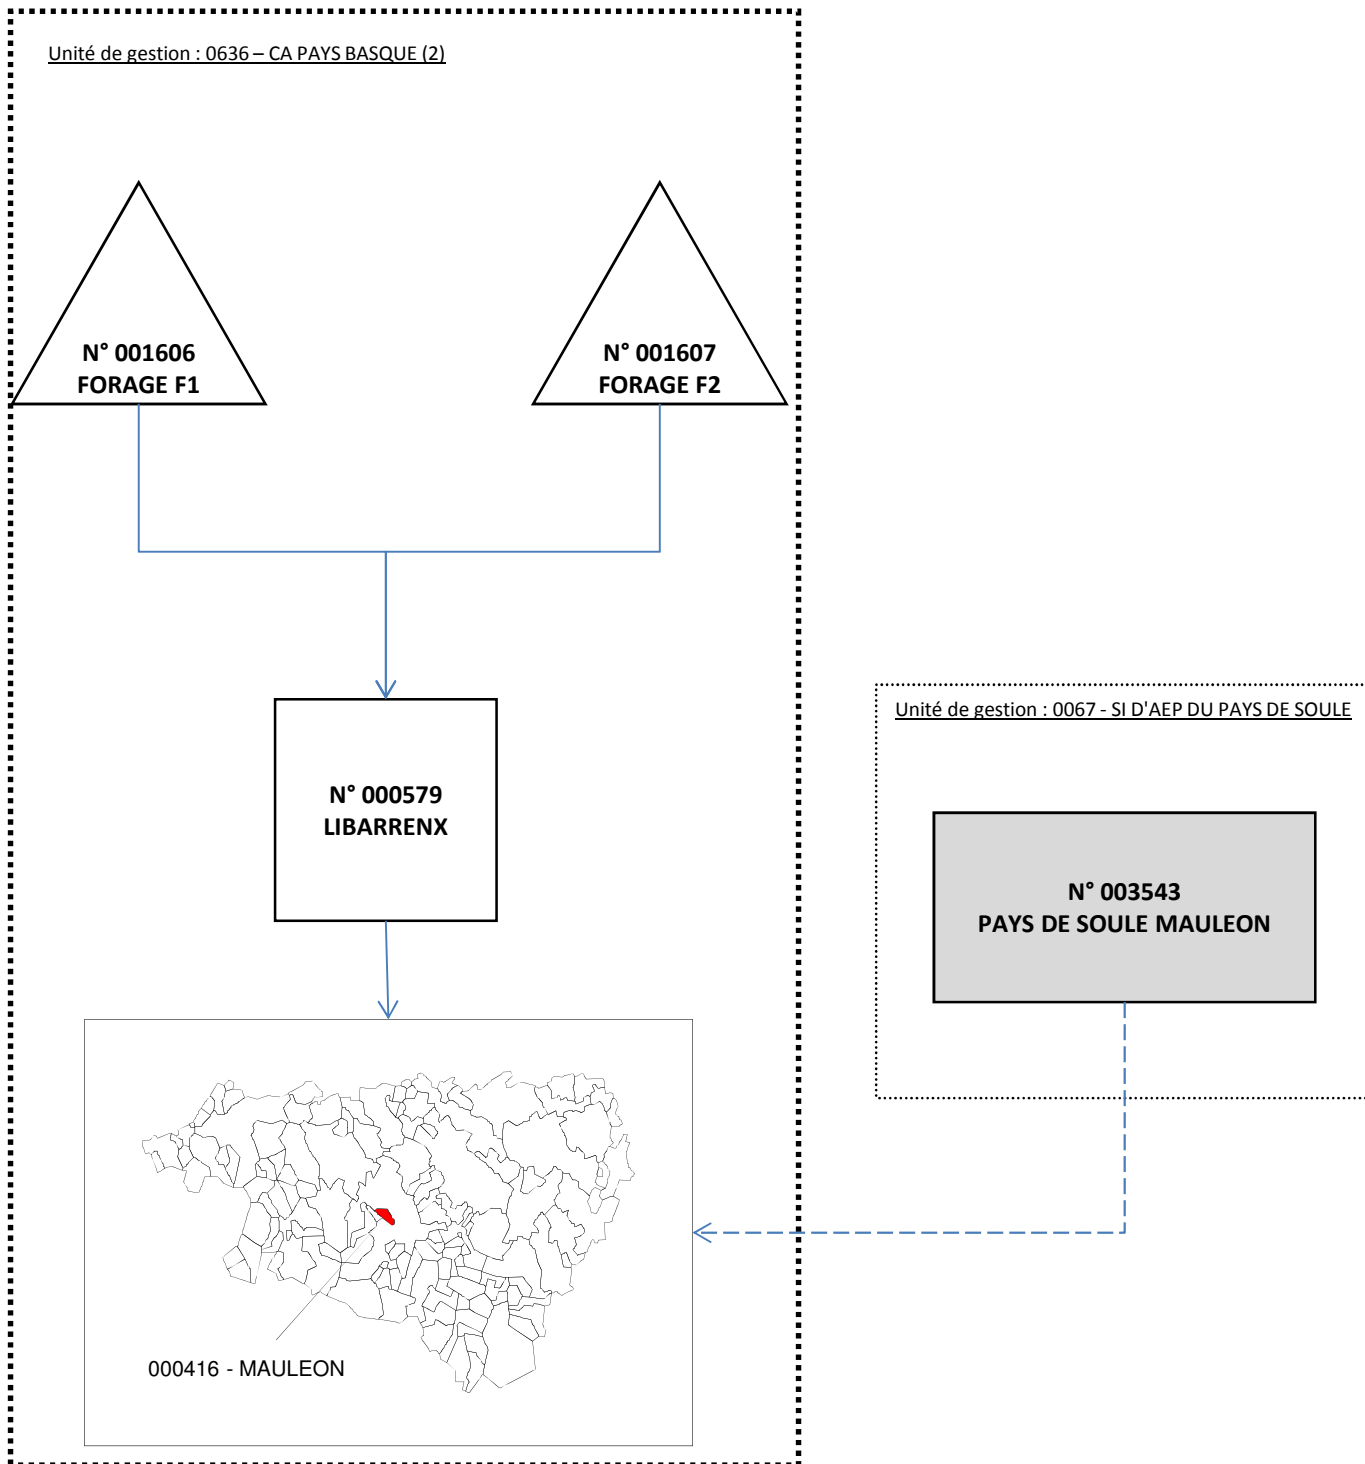 Unité de gestion : 0636 – CA PAYS BASQUE (2)
N° 001606
FORAGE F1
N° 001607
FORAGE F2
N° 000579
LIBARRENX
Unité de gestion : 0067 - SI D'AEP DU PAYS DE SOULE
N° 003543
PAYS DE SOULE MAULEON
000416 - MAULEON